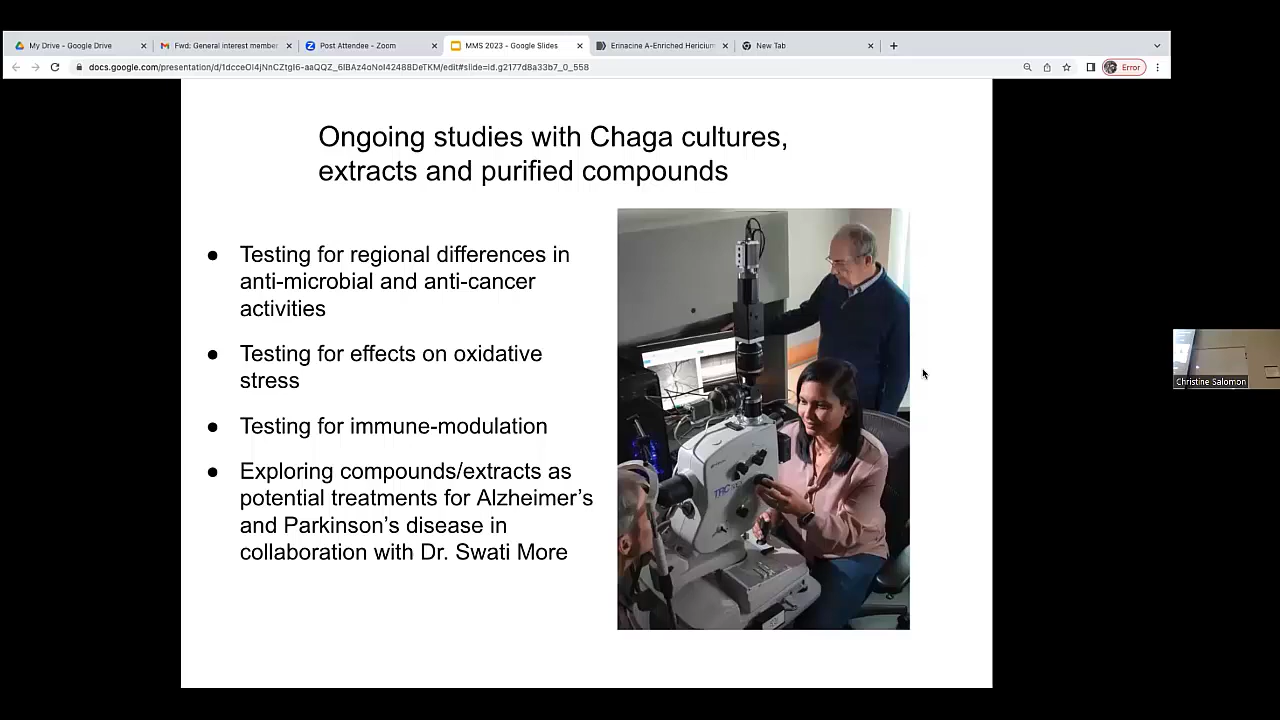 My Drive - Google Drive
Fwd: General interest membe
Post Attendee - Zoom
MMS 2023 - Google Slides
Erinacine A-Enriched Hericium
New Tab
docs.google.com/presentation/d/1dcceOl4jNnCZtgI6-aaQQZ_6IBAz4oNoI42488DeTKM/edit#slide=id.g2177d8a33b7_0_558
Error
Ongoing studies with Chaga cultures,
extracts and purified compounds
● Testing for regional differences in
anti-microbial and anti-cancer
activities
● Testing for effects on oxidative
stress
● Testing for immune-modulation
● Exploring compounds/extracts as
potential treatments for Alzheimer’s
and Parkinson’s disease in
collaboration with Dr. Swati More
Christine Salomon